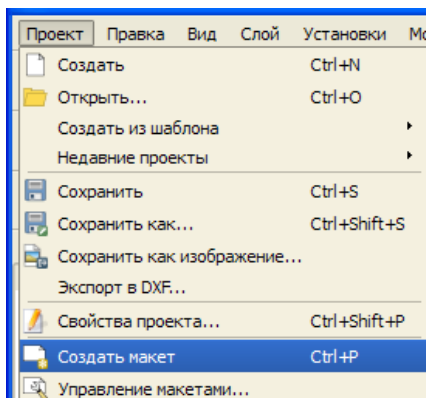 Проект Правка Вид Слой Установки
Создать Ctrl+N
Открыть... Ctrl+O
Создать из шаблона
Недавние проекты
Сохранить Ctrl+S
Сохранить как... Ctrl+Shift+S
Сохранить как изображение...
Экспорт в DXF...
Свойства проекта... Ctrl+Shift+P
Создать макет Ctrl+P
Управление макетами...